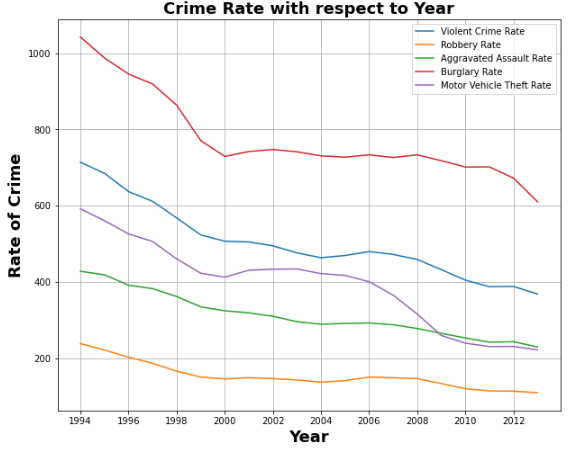 Crime Rate with respect to Year
Violent Crime Rate
Robbery Rate
Aggravated Assault Rate
Burglary Rate
Motor Vehicle Theft Rate
Rate of Crime
1000
800
600
400
200
1994 1996 1998 2000 2002 2004 2006 2008 2010 2012
Year